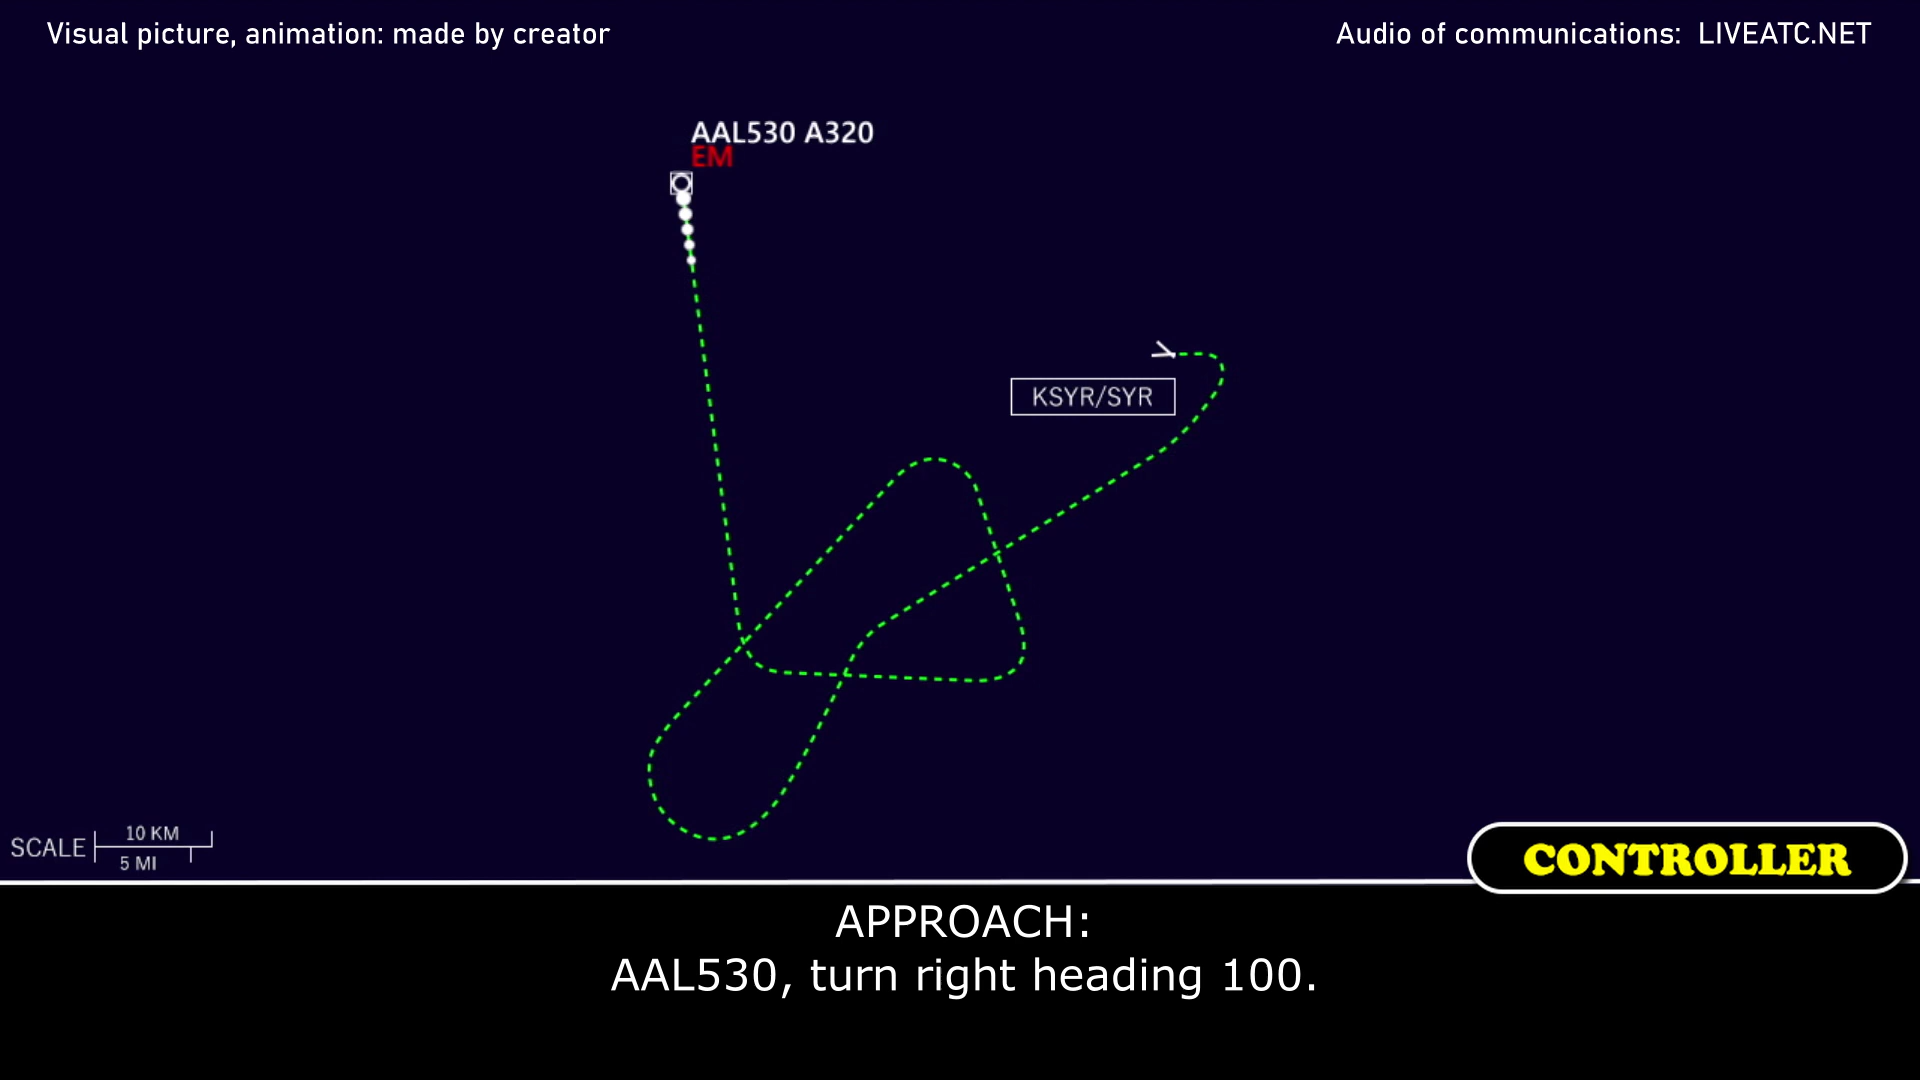 Visual picture, animation: made by creator
Audio of communications: LIVEATC.NET
AAL530 A320
EM
KSYR/SYR
SCALE
10 KM
5 MI
CONTROLLER
APPROACH:
AAL530, turn right heading 100.